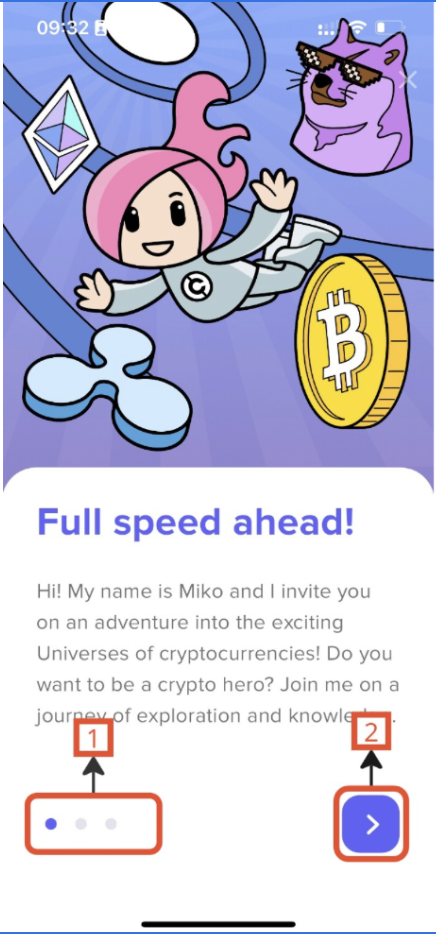 09:32
Full speed ahead!
Hi! My name is Miko and I invite you
on an adventure into the exciting
Universes of cryptocurrencies! Do you
want to be a crypto hero? Join me on a
journey of exploration and
1
2